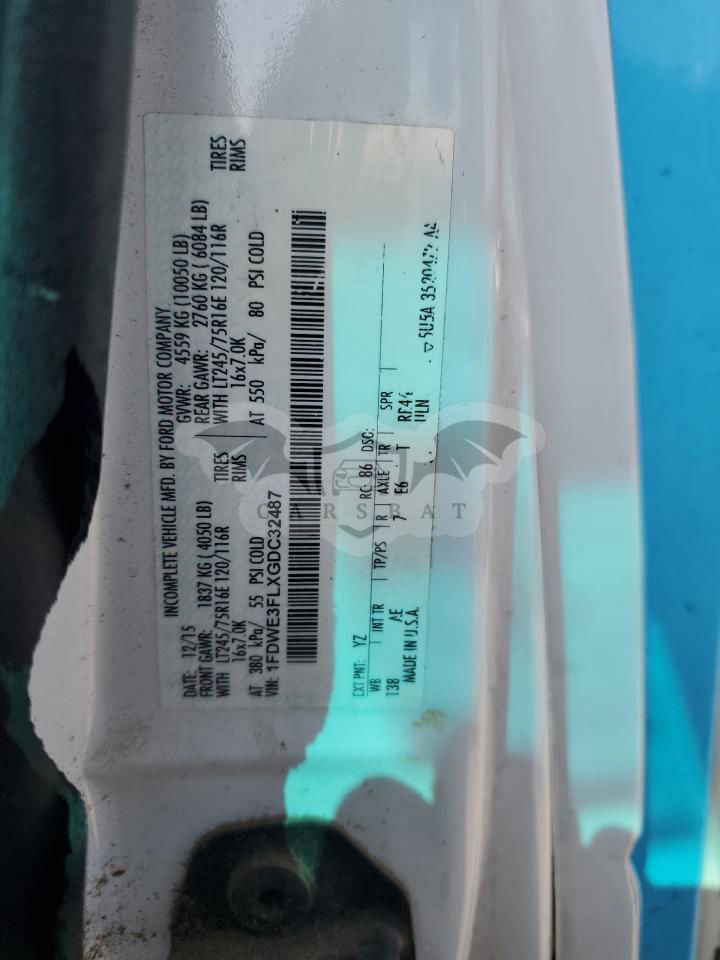 INCOMPLETE VEHICLE MFD. BY FORD MOTOR COMPANY
DATE: 12/15 GVWR: 4559 KG (10050 LB)
FRONT GAWR: 1837 KG ( 4050 LB) REAR GAWR: 2760 KG ( 6084 LB)
WITH LT245/75R16E 120/116R TIRES WITH LT245/75R16E 120/116R TIRES
16x7.0K RIMS 16x7.0K RIMS
AT 380 kPa/ 55 PSI COLD AT 550 kPa/ 80 PSI COLD
VIN: 1FDWE3FLXGDC32487
EXT PNT: YZ RC: 86 DSO:
WB INT TR TP/PS R AXLE TR SPR
138 AE 7 E6 T
MADE IN U.S.A.
CARSBAT